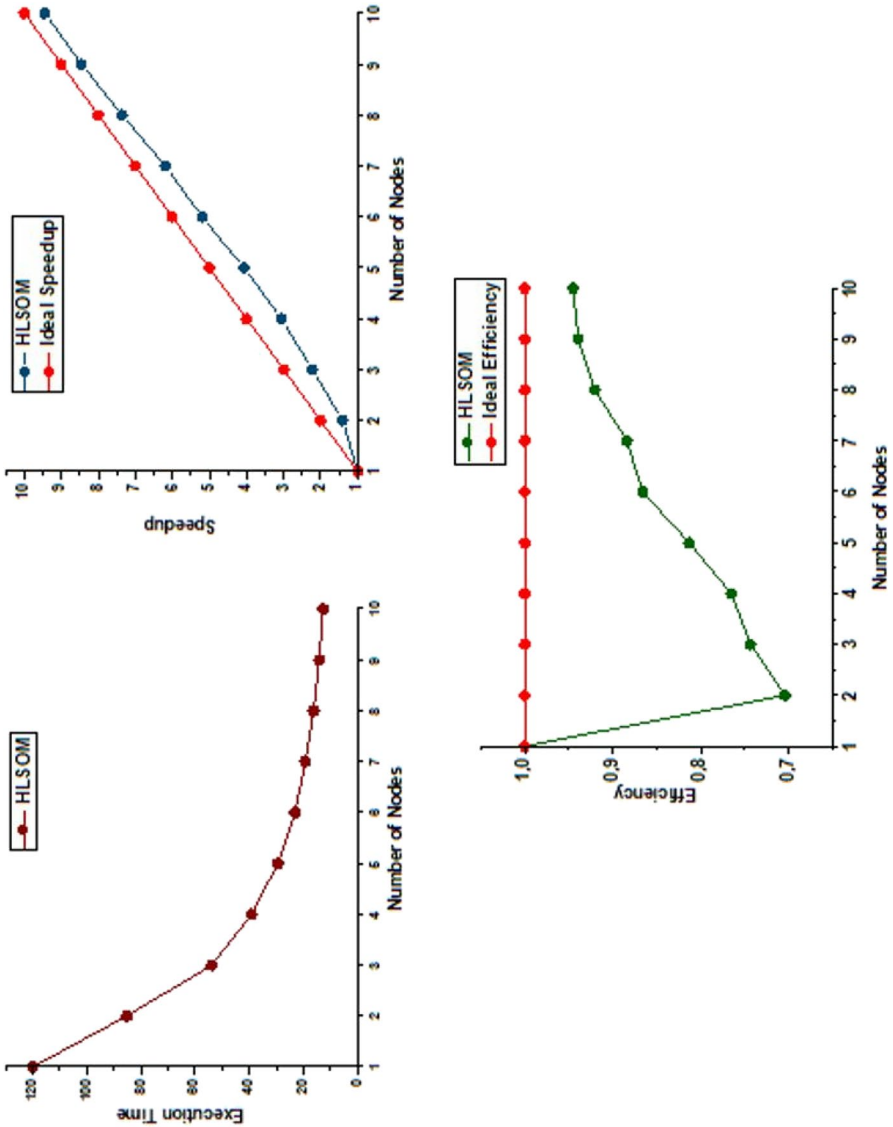 HLSOM
Execution Time
120
100
80
60
40
20
0
1 2 3 4 5 6 7 8 9 10
Number of Nodes
HLSOM
Ideal Speedup
Speedup
10
9
8
7
6
5
4
3
2
1
1 2 3 4 5 6 7 8 9 10
Number of Nodes
HLSOM
Ideal Efficiency
Efficiency
1,0
0,9
0,8
0,7
1 2 3 4 5 6 7 8 9 10
Number of Nodes